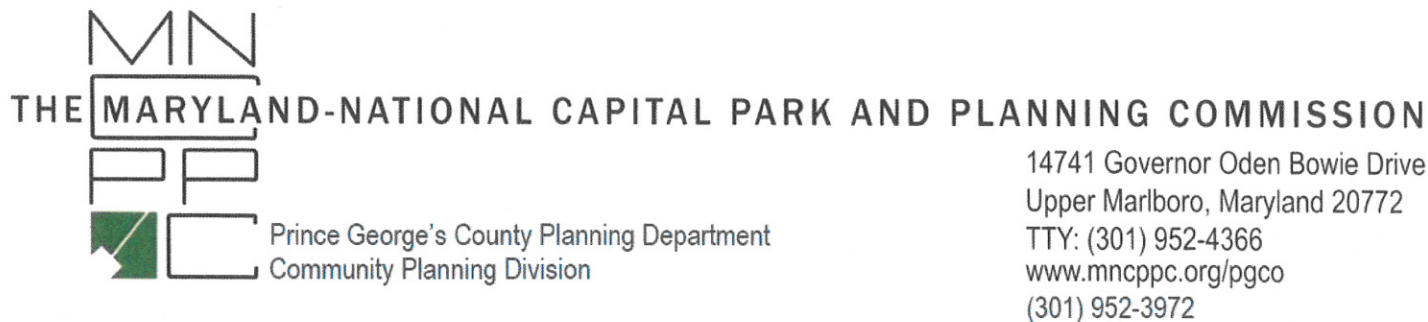 MN
THE MARYLAND-NATIONAL CAPITAL PARK AND PLANNING COMMISSION
PP
C
14741 Governor Oden Bowie Drive
Upper Marlboro, Maryland 20772
TTY: (301) 952-4366
www.mncppc.org/pgco
(301) 952-3972
Prince George's County Planning Department
Community Planning Division